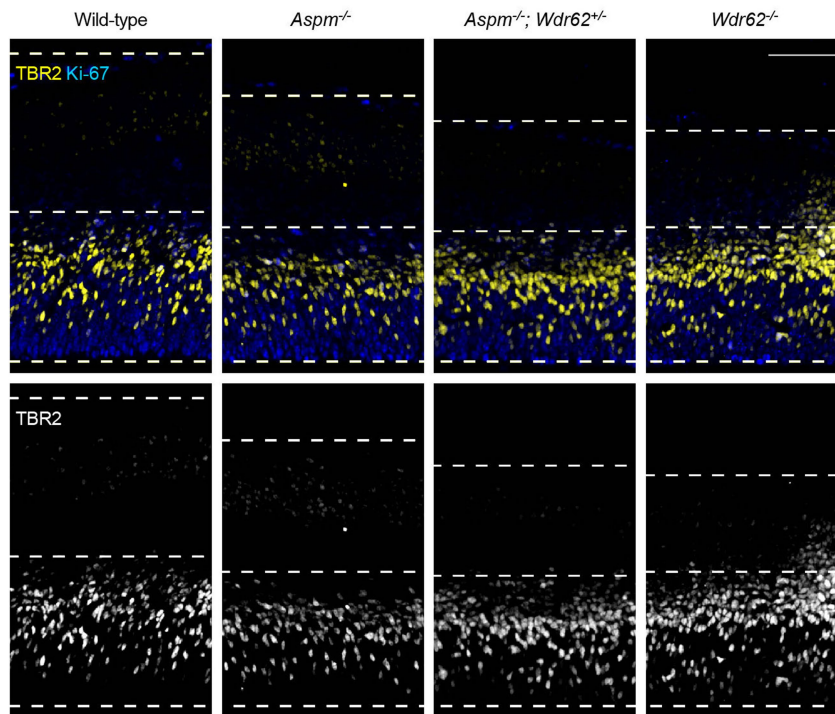 Wild-type
Aspm-/-
Aspm-/-; Wdr62+/-
Wdr62-/-
TBR2 Ki-67
TBR2